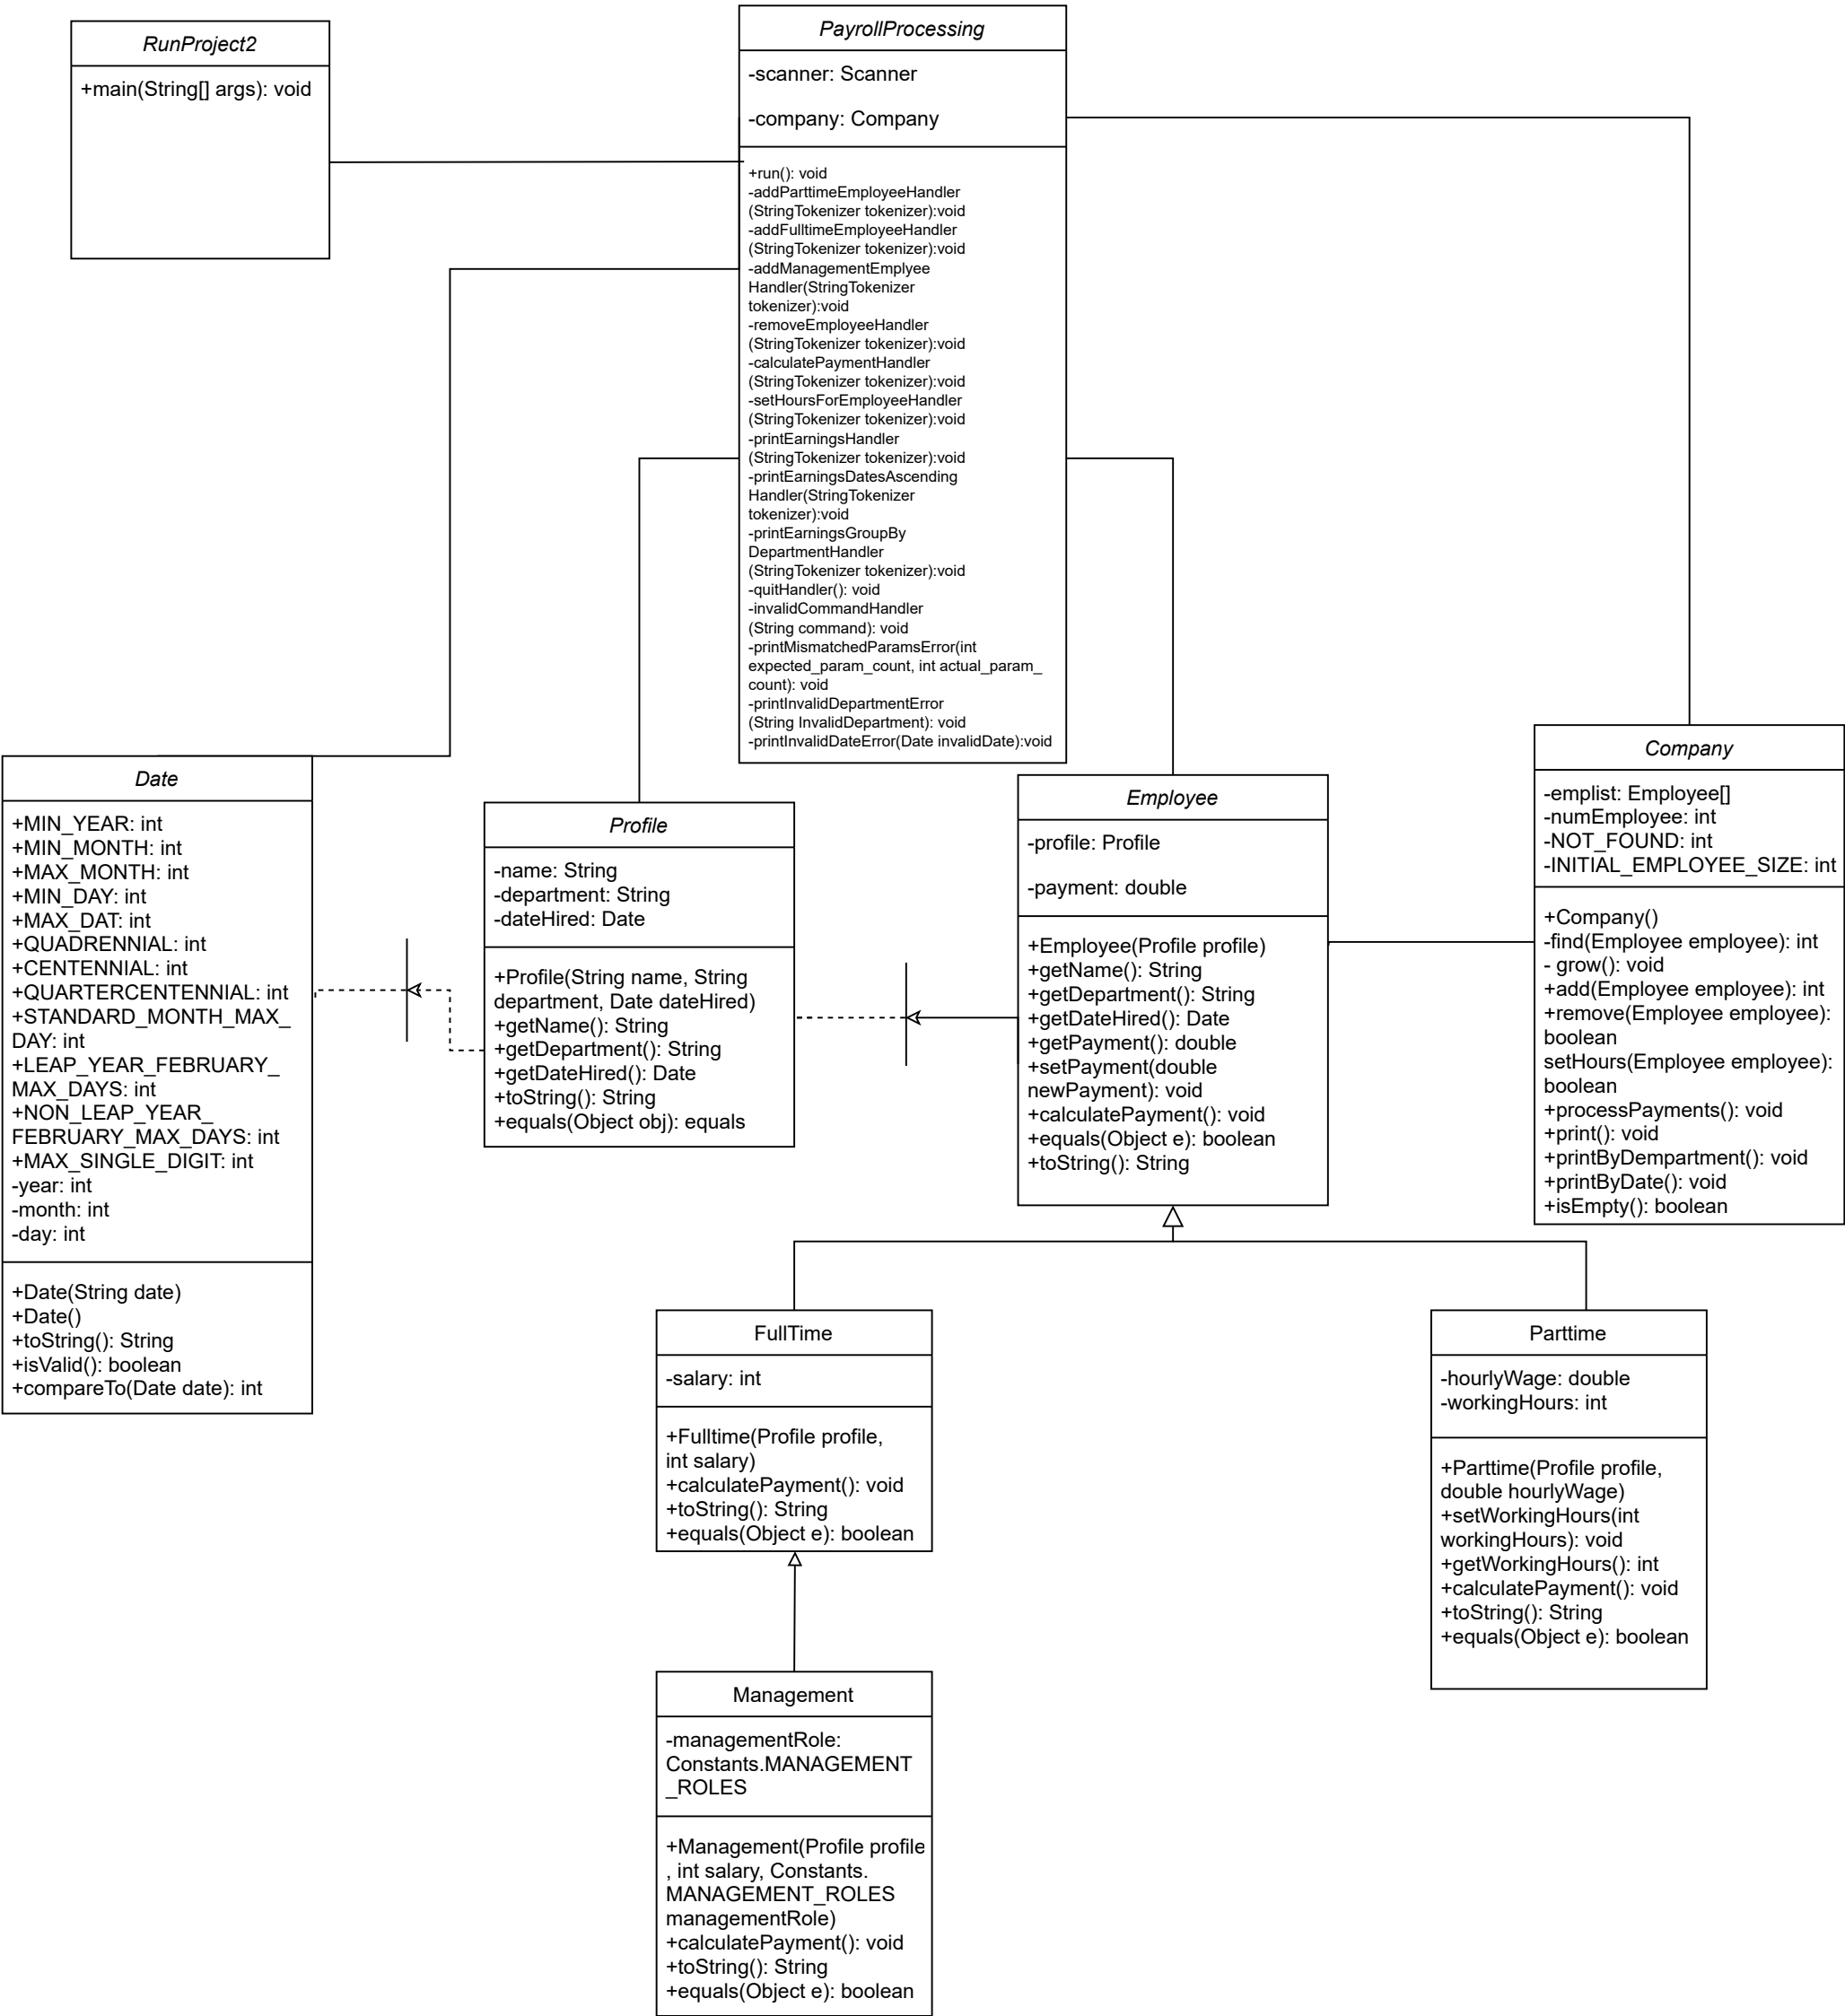 RunProject2
+main(String[] args): void
PayrollProcessing
-scanner: Scanner
-company: Company
+run(): void
-addParttimeEmployeeHandler
(StringTokenizer tokenizer):void
-addFulltimeEmployeeHandler
(StringTokenizer tokenizer):void
-addManagementEmplyee
Handler(StringTokenizer
tokenizer):void
-removeEmployeeHandler
(StringTokenizer tokenizer):void
-calculatePaymentHandler
(StringTokenizer tokenizer):void
-setHoursForEmployeeHandler
(StringTokenizer tokenizer):void
-printEarningsHandler
(StringTokenizer tokenizer):void
-printEarningsDatesAscending
Handler(StringTokenizer
tokenizer):void
-printEarningsGroupBy
DepartmentHandler
(StringTokenizer tokenizer):void
-quitHandler(): void
-invalidCommandHandler
(String command): void
-printMismatchedParamsError(int
expected_param_count, int actual_param_
count): void
-printInvalidDepartmentError
(String InvalidDepartment): void
-printInvalidDateError(Date invalidDate):void
Date
+MIN_YEAR: int
+MIN_MONTH: int
+MAX_MONTH: int
+MIN_DAY: int
+MAX_DAT: int
+QUADRENNIAL: int
+CENTENNIAL: int
+QUARTERCENTENNIAL: int
+STANDARD_MONTH_MAX_
DAY: int
+LEAP_YEAR_FEBRUARY_
MAX_DAYS: int
+NON_LEAP_YEAR_
FEBRUARY_MAX_DAYS: int
+MAX_SINGLE_DIGIT: int
-year: int
-month: int
-day: int
+Date(String date)
+Date()
+toString(): String
+isValid(): boolean
+compareTo(Date date): int
Profile
-name: String
-department: String
-dateHired: Date
+Profile(String name, String
department, Date dateHired)
+getName(): String
+getDepartment(): String
+getDateHired(): Date
+toString(): String
+equals(Object obj): equals
Employee
-profile: Profile
-payment: double
+Employee(Profile profile)
+getName(): String
+getDepartment(): String
+getDateHired(): Date
+getPayment(): double
+setPayment(double
newPayment): void
+calculatePayment(): void
+equals(Object e): boolean
+toString(): String
Company
-emplist: Employee[]
-numEmployee: int
-NOT_FOUND: int
-INITIAL_EMPLOYEE_SIZE: int
+Company()
-find(Employee employee): int
- grow(): void
+add(Employee employee): int
+remove(Employee employee):
boolean
setHours(Employee employee):
boolean
+processPayments(): void
+print(): void
+printByDempartment(): void
+printByDate(): void
+isEmpty(): boolean
FullTime
-salary: int
+Fulltime(Profile profile,
int salary)
+calculatePayment(): void
+toString(): String
+equals(Object e): boolean
Parttime
-hourlyWage: double
-workingHours: int
+Parttime(Profile profile,
double hourlyWage)
+setWorkingHours(int
workingHours): void
+getWorkingHours(): int
+calculatePayment(): void
+toString(): String
+equals(Object e): boolean
Management
-managementRole:
Constants.MANAGEMENT
_ROLES
+Management(Profile profile
, int salary, Constants.
MANAGEMENT_ROLES
managementRole)
+calculatePayment(): void
+toString(): String
+equals(Object e): boolean